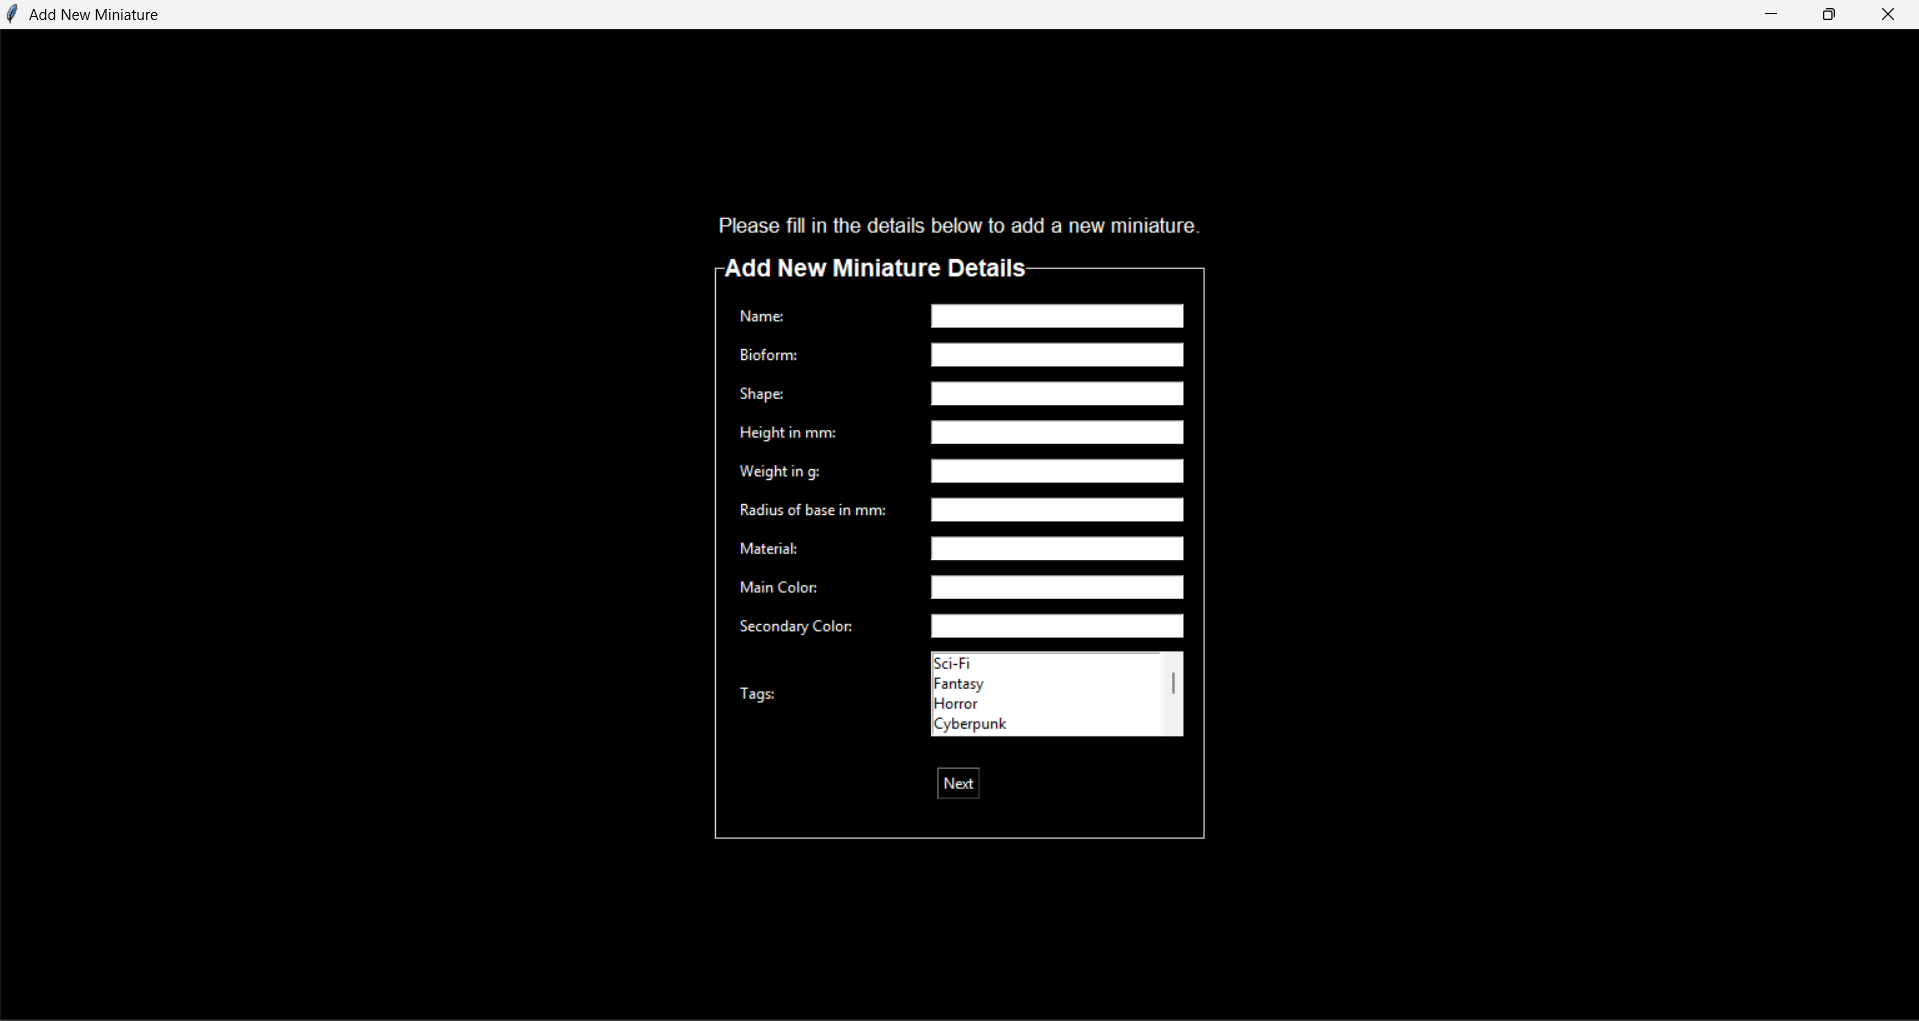 Add New Miniature
Please fill in the details below to add a new miniature.
Add New Miniature Details
Name:
Bioform:
Shape:
Height in mm:
Weight in g:
Radius of base in mm:
Material:
Main Color:
Secondary Color:
Tags:
Sci-Fi
Fantasy
Horror
Cyberpunk
Next